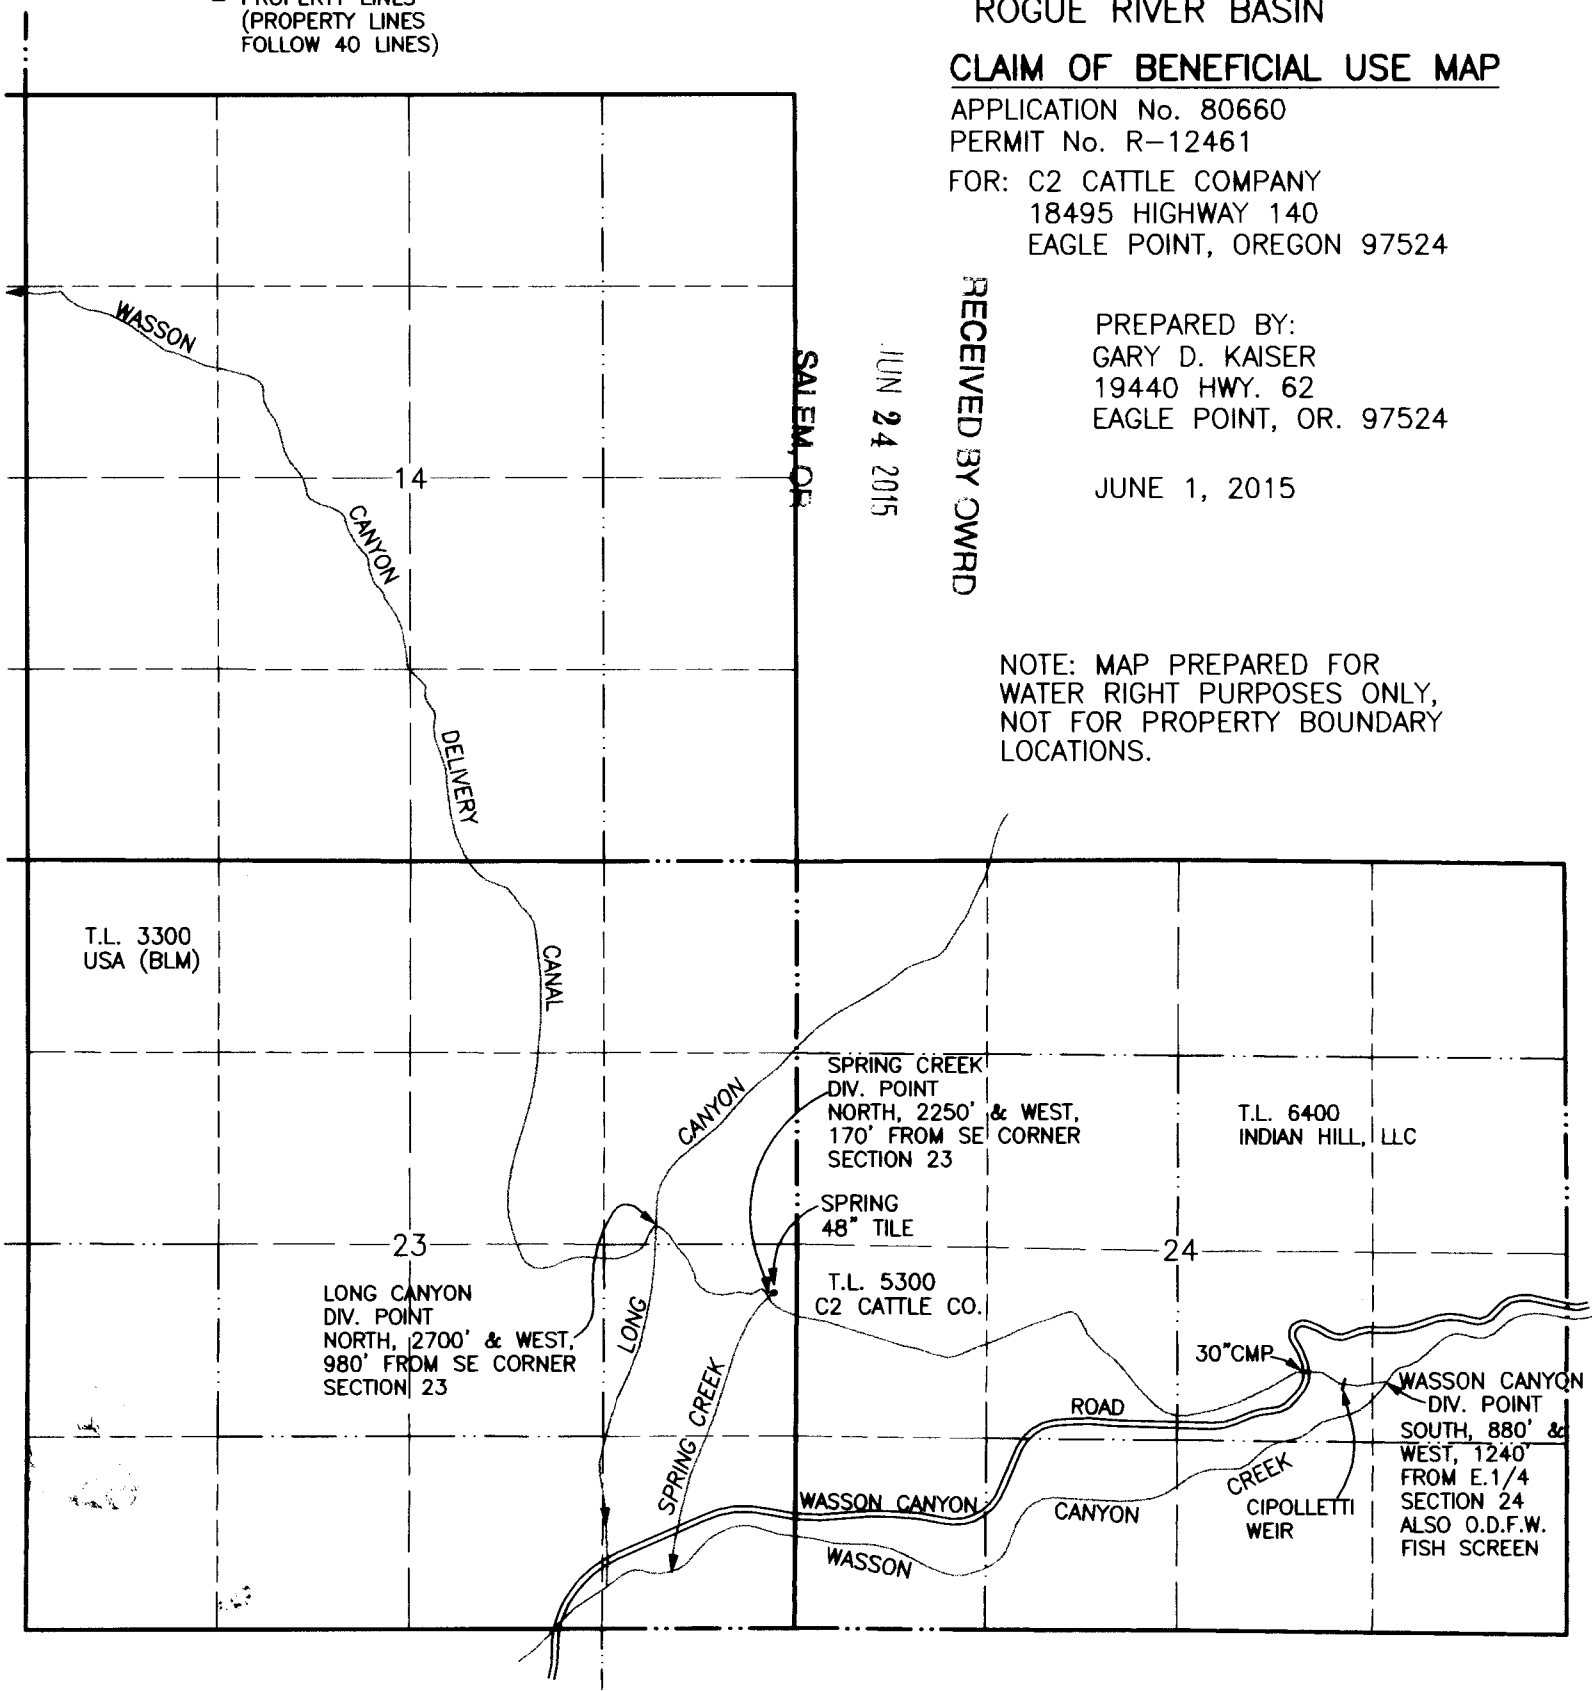 PROPERTY LINES
(PROPERTY LINES
FOLLOW 40 LINES)
ROGUE RIVER BASIN
CLAIM OF BENEFICIAL USE MAP
APPLICATION No. 80660
PERMIT No. R-12461
FOR: C2 CATTLE COMPANY
18495 HIGHWAY 140
EAGLE POINT, OREGON 97524
PREPARED BY:
GARY D. KAISER
19440 HWY. 62
EAGLE POINT, OR. 97524
JUNE 1, 2015
RECEIVED BY OWRD
JUN 24 2015
SALEM, OR
NOTE: MAP PREPARED FOR
WATER RIGHT PURPOSES ONLY,
NOT FOR PROPERTY BOUNDARY
LOCATIONS.
WASSON
CANYON
DELIVERY
CANAL
14
T.L. 3300
USA (BLM)
CANYON
SPRING CREEK
DIV. POINT
NORTH, 2250' & WEST,
170' FROM SE CORNER
SECTION 23
T.L. 6400
INDIAN HILL, LLC
SPRING
48" TILE
23
24
T.L. 5300
C2 CATTLE CO.
LONG CANYON
DIV. POINT
NORTH, 2700' & WEST,
980' FROM SE CORNER
SECTION 23
LONG
SPRING CREEK
30"CMP
ROAD
WASSON CANYON
DIV. POINT
SOUTH, 880' &
WEST, 1240'
FROM E.1/4
SECTION 24
ALSO O.D.F.W.
FISH SCREEN
WASSON CANYON
WASSON
CANYON
CREEK
CIPOLLETTI
WEIR